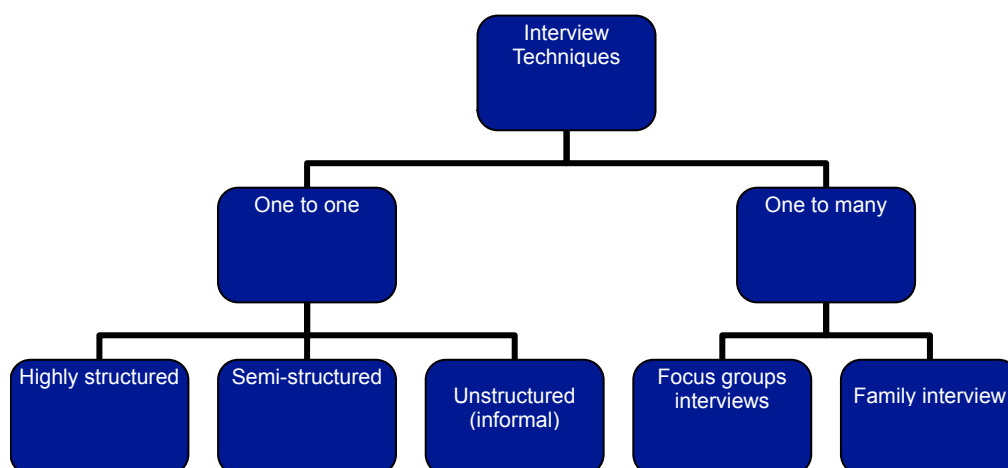 Interview
Techniques
One to one
One to many
Highly structured
Semi-structured
Unstructured
(informal)
Focus groups
interviews
Family interview